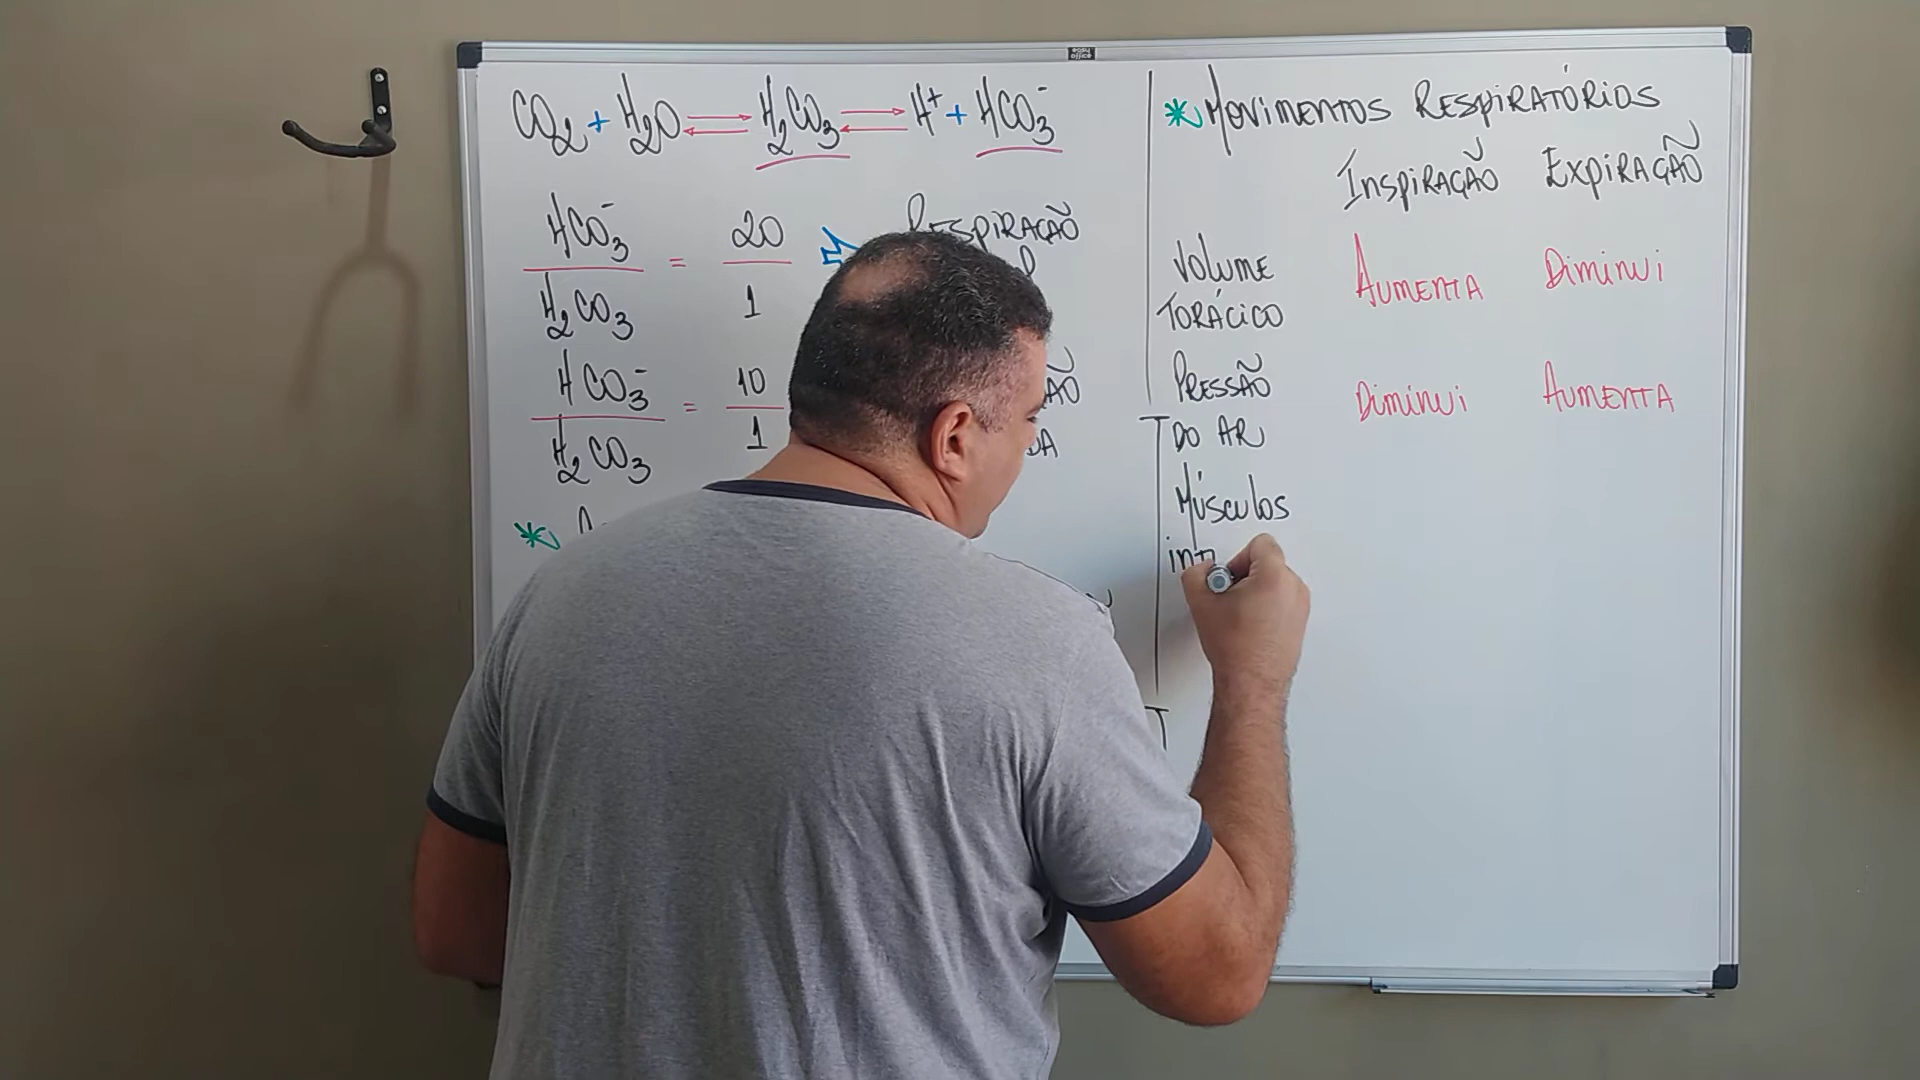 CO2 + H2O ⇌ H2CO3 ⇌ H+ + HCO3-
HCO3- / H2CO3 = 20 / 1
RESPIRAÇÃO
HCO3- / H2CO3 = 10 / 1
* MOVIMENTOS RESPIRATÓRIOS
INSPIRAÇÃO EXPIRAÇÃO
VOLUME AUMENTA DIMINUI
TORÁCICO
PRESSÃO DIMINUI AUMENTA
DO AR
MÚSCULOS